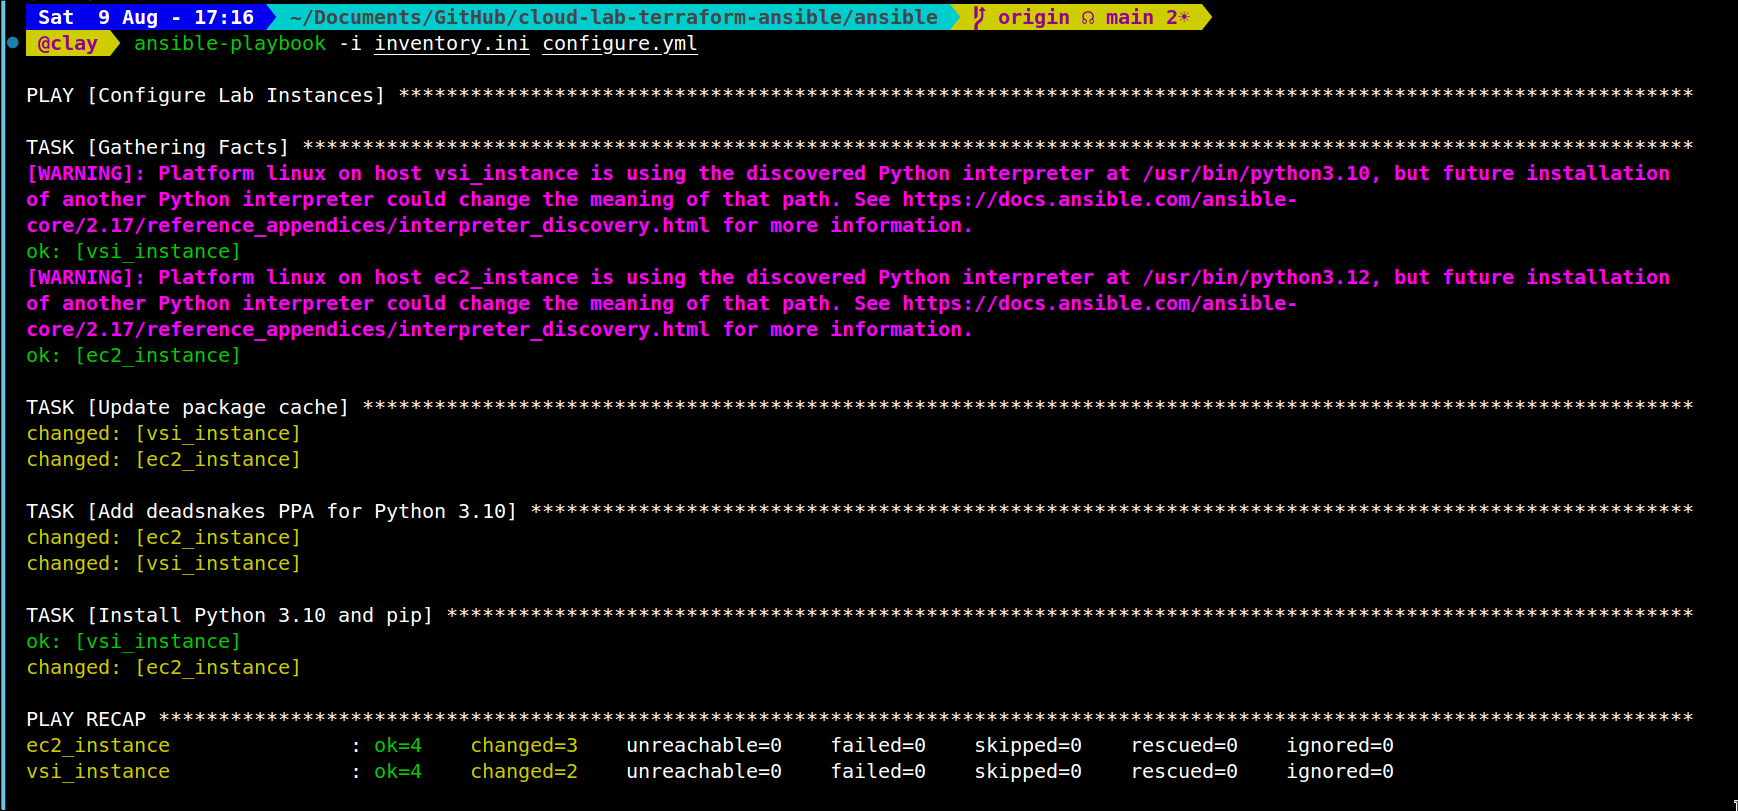 Sat  9 Aug - 17:16 ~/Documents/GitHub/cloud-lab-terraform-ansible/ansible origin main 2☀
@clay ansible-playbook -i inventory.ini configure.yml
PLAY [Configure Lab Instances] ************************************************************************************************************
TASK [Gathering Facts] ********************************************************************************************************************
[WARNING]: Platform linux on host vsi_instance is using the discovered Python interpreter at /usr/bin/python3.10, but future installation
of another Python interpreter could change the meaning of that path. See https://docs.ansible.com/ansible-
core/2.17/reference_appendices/interpreter_discovery.html for more information.
ok: [vsi_instance]
[WARNING]: Platform linux on host ec2_instance is using the discovered Python interpreter at /usr/bin/python3.12, but future installation
of another Python interpreter could change the meaning of that path. See https://docs.ansible.com/ansible-
core/2.17/reference_appendices/interpreter_discovery.html for more information.
ok: [ec2_instance]
TASK [Update package cache] ***************************************************************************************************************
changed: [vsi_instance]
changed: [ec2_instance]
TASK [Add deadsnakes PPA for Python 3.10] *************************************************************************************************
changed: [ec2_instance]
changed: [vsi_instance]
TASK [Install Python 3.10 and pip] ********************************************************************************************************
ok: [vsi_instance]
changed: [ec2_instance]
PLAY RECAP ********************************************************************************************************************************
ec2_instance               : ok=4    changed=3    unreachable=0    failed=0    skipped=0    rescued=0    ignored=0
vsi_instance               : ok=4    changed=2    unreachable=0    failed=0    skipped=0    rescued=0    ignored=0